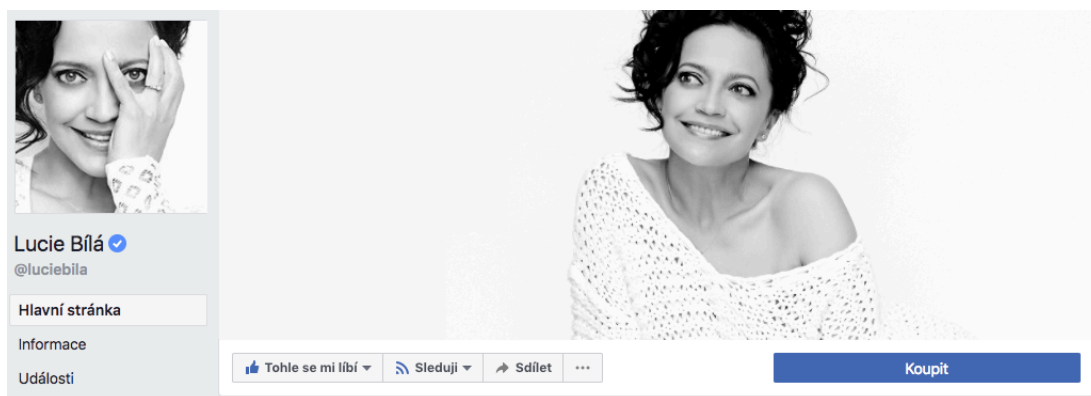 Lucie Bílá
@luciebila
Hlavní stránka
Informace
Události
Tohle se mi líbí
Sleduji
Sdílet
Koupit